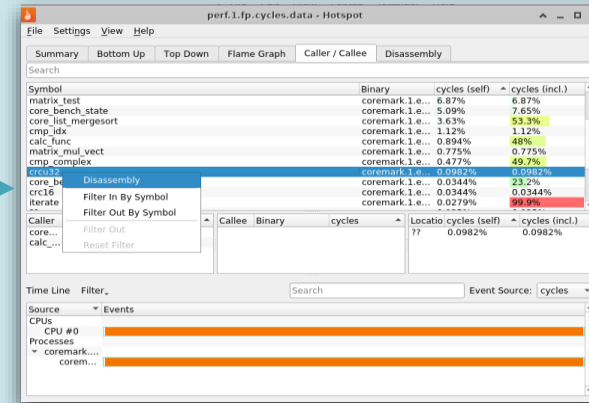 perf.1.fp.cycles.data - Hotspot
File Settings View Help
Summary Bottom Up Top Down Flame Graph Caller / Callee Disassembly
Search
Symbol Binary cycles (self) cycles (incl.)
matrix_test coremark.1.e... 6.87% 6.87%
core_bench_state coremark.1.e... 5.09% 7.65%
core_list_mergesort coremark.1.e... 3.63% 53.3%
cmp_idx coremark.1.e... 1.12% 1.12%
calc_func coremark.1.e... 0.894% 48%
matrix_mul_vect coremark.1.e... 0.775% 0.775%
cmp_complex coremark.1.e... 0.477% 49.7%
crcu32 coremark.1.e... 0.0982% 0.0982%
core_be coremark.1.e... 0.0344% 23.2%
crc16 coremark.1.e... 0.0344% 0.0344%
iterate coremark.1.e... 0.0279% 99.9%
Disassembly
Filter In By Symbol
Filter Out By Symbol
Filter Out
Reset Filter
Caller Callee Binary cycles Locatio cycles (self) cycles (incl.)
core... ?? 0.0982% 0.0982%
calc_...
Time Line Filter Search Event Source: cycles
Source Events
CPUs
CPU #0
Processes
coremark....
corem...